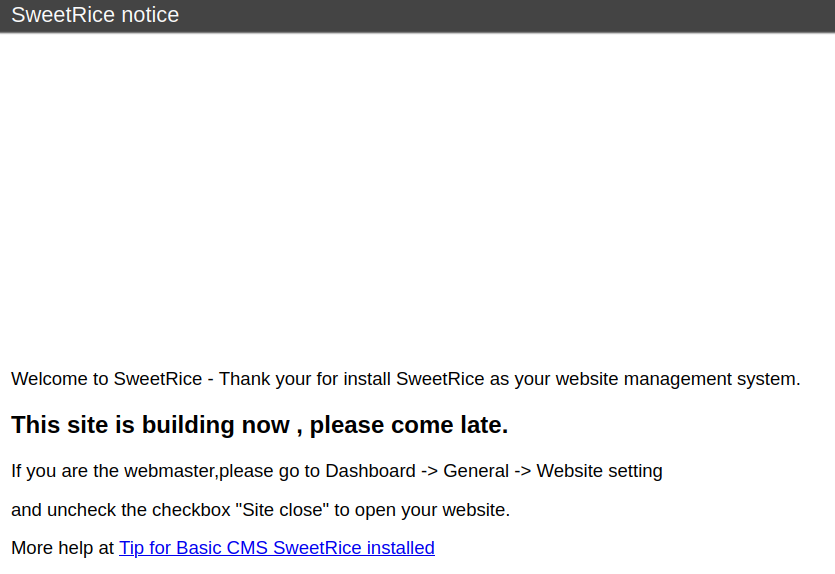 SweetRice notice
Welcome to SweetRice - Thank your for install SweetRice as your website management system.
This site is building now , please come late.
If you are the webmaster,please go to Dashboard -> General -> Website setting
and uncheck the checkbox "Site close" to open your website.
More help at Tip for Basic CMS SweetRice installed